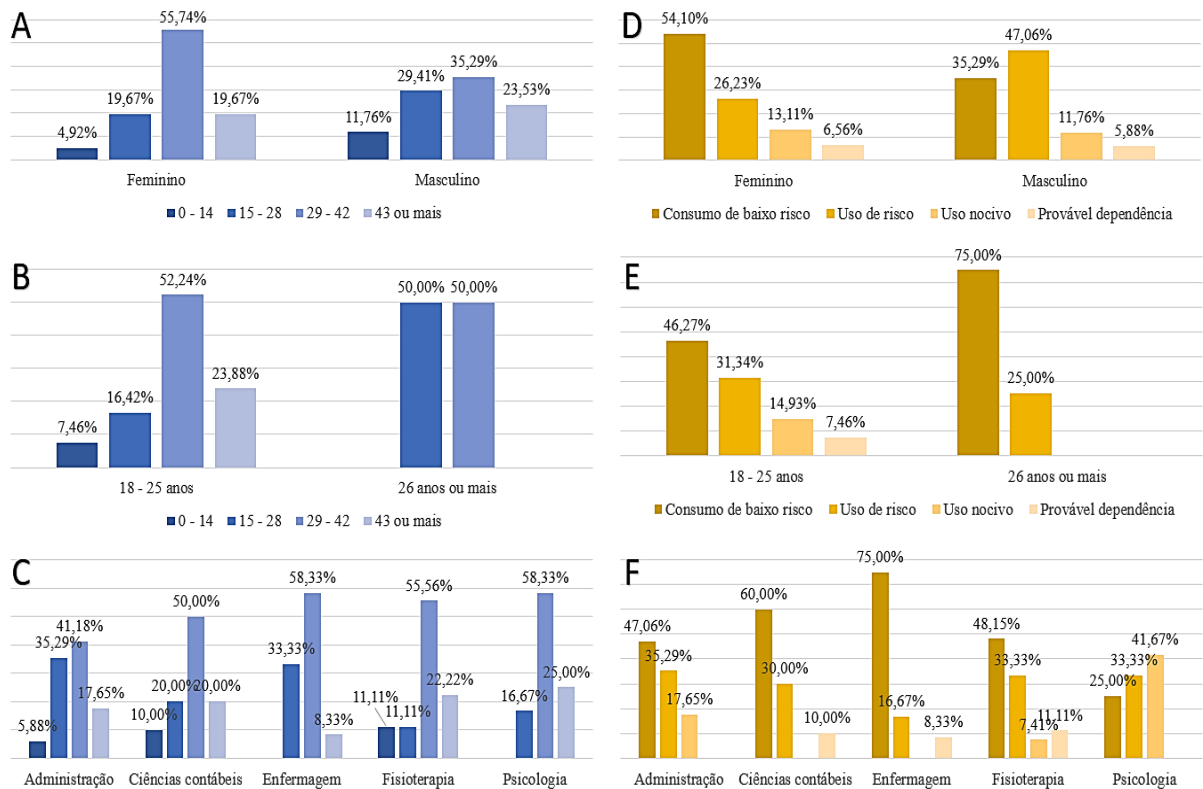 A
4,92%
19,67%
55,74%
19,67%
11,76%
29,41%
35,29%
23,53%
Feminino
Masculino
0 - 14
15 - 28
29 - 42
43 ou mais
B
7,46%
16,42%
52,24%
23,88%
50,00%
50,00%
18 - 25 anos
26 anos ou mais
0 - 14
15 - 28
29 - 42
43 ou mais
C
5,88%
35,29%
41,18%
17,65%
10,00%
20,00%
50,00%
20,00%
33,33%
58,33%
8,33%
11,11%
11,11%
55,56%
22,22%
16,67%
58,33%
25,00%
Administração
Ciências contábeis
Enfermagem
Fisioterapia
Psicologia
D
54,10%
26,23%
13,11%
6,56%
35,29%
47,06%
11,76%
5,88%
Feminino
Masculino
Consumo de baixo risco
Uso de risco
Uso nocivo
Provável dependência
E
46,27%
31,34%
14,93%
7,46%
75,00%
25,00%
18 - 25 anos
26 anos ou mais
Consumo de baixo risco
Uso de risco
Uso nocivo
Provável dependência
F
47,06%
35,29%
17,65%
60,00%
30,00%
10,00%
75,00%
16,67%
8,33%
48,15%
33,33%
7,41%
11,11%
25,00%
33,33%
41,67%
Administração
Ciências contábeis
Enfermagem
Fisioterapia
Psicologia